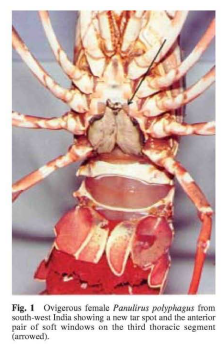 Fig. 1 Ovigerous female Panulirus polyphagus from
south-west India showing a new tar spot and the anterior
pair of soft windows on the third thoracic segment
(arrowed).